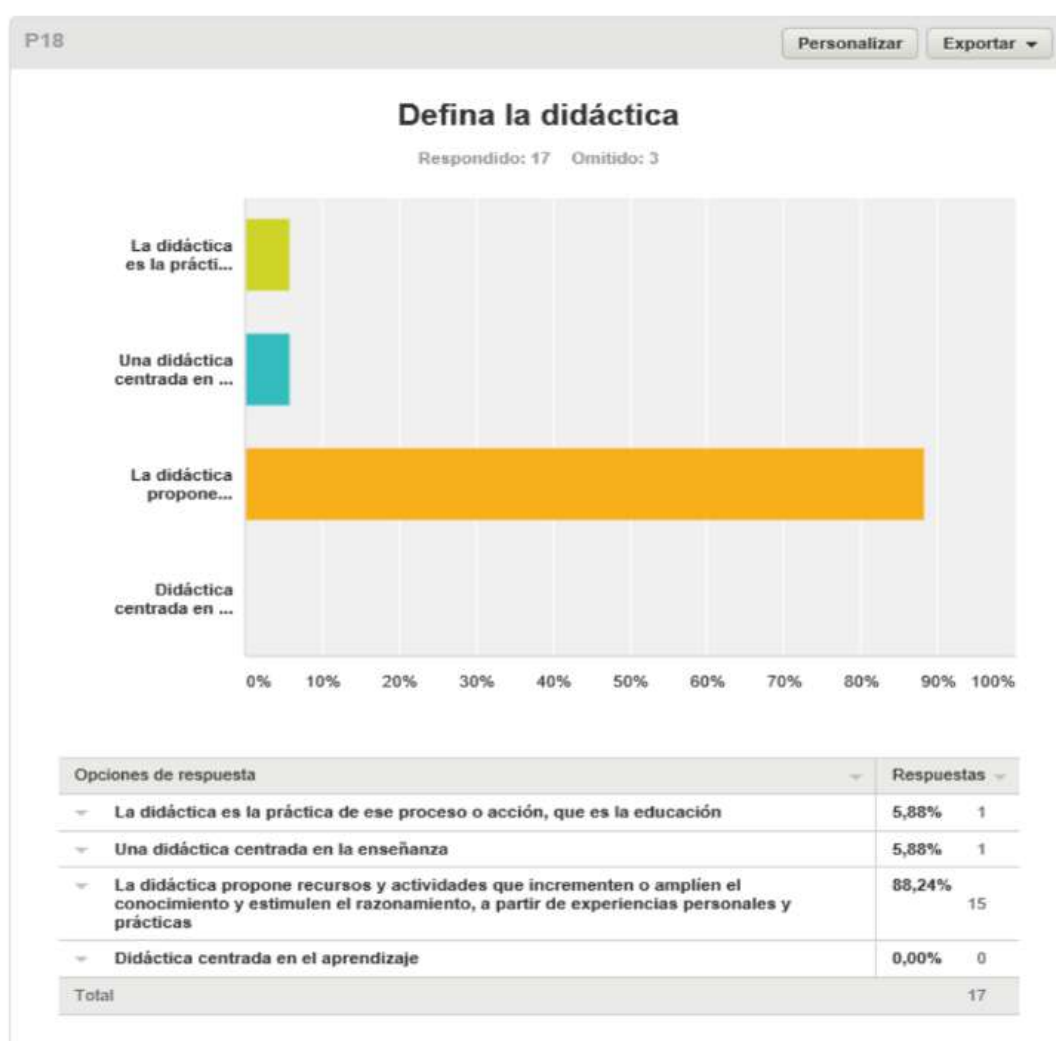 P18
Personalizar
Exportar
Defina la didáctica
Respondido: 17 Omitido: 3
La didáctica
es la prácti...
Una didáctica
centrada en ...
La didáctica
propone...
Didáctica
centrada en ...
0% 10% 20% 30% 40% 50% 60% 70% 80% 90% 100%
Opciones de respuesta Respuestas
La didáctica es la práctica de ese proceso o acción, que es la educación 5,88% 1
Una didáctica centrada en la enseñanza 5,88% 1
La didáctica propone recursos y actividades que incrementen o amplíen el 88,24%
conocimiento y estimulen el razonamiento, a partir de experiencias personales y 15
prácticas
Didáctica centrada en el aprendizaje 0,00% 0
Total 17